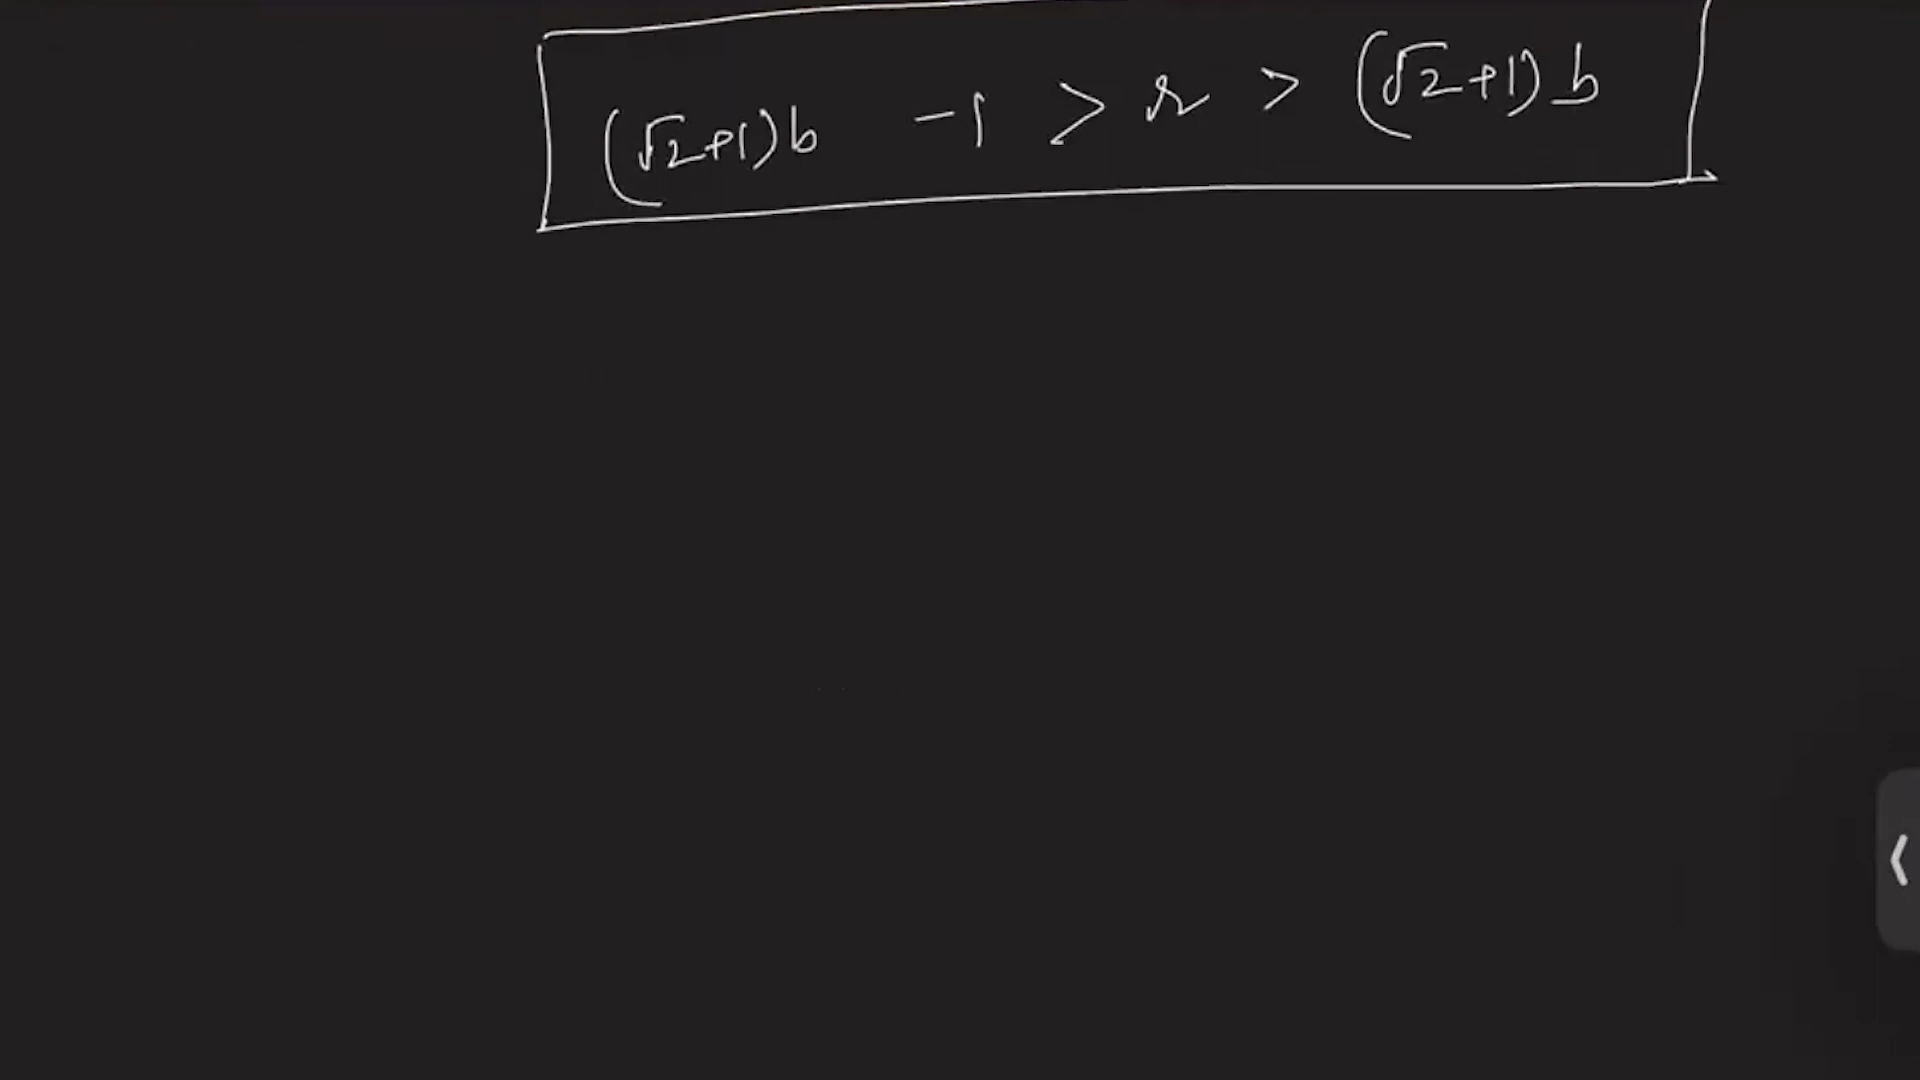 (√2+1)b - 1 > r > (√2+1)b